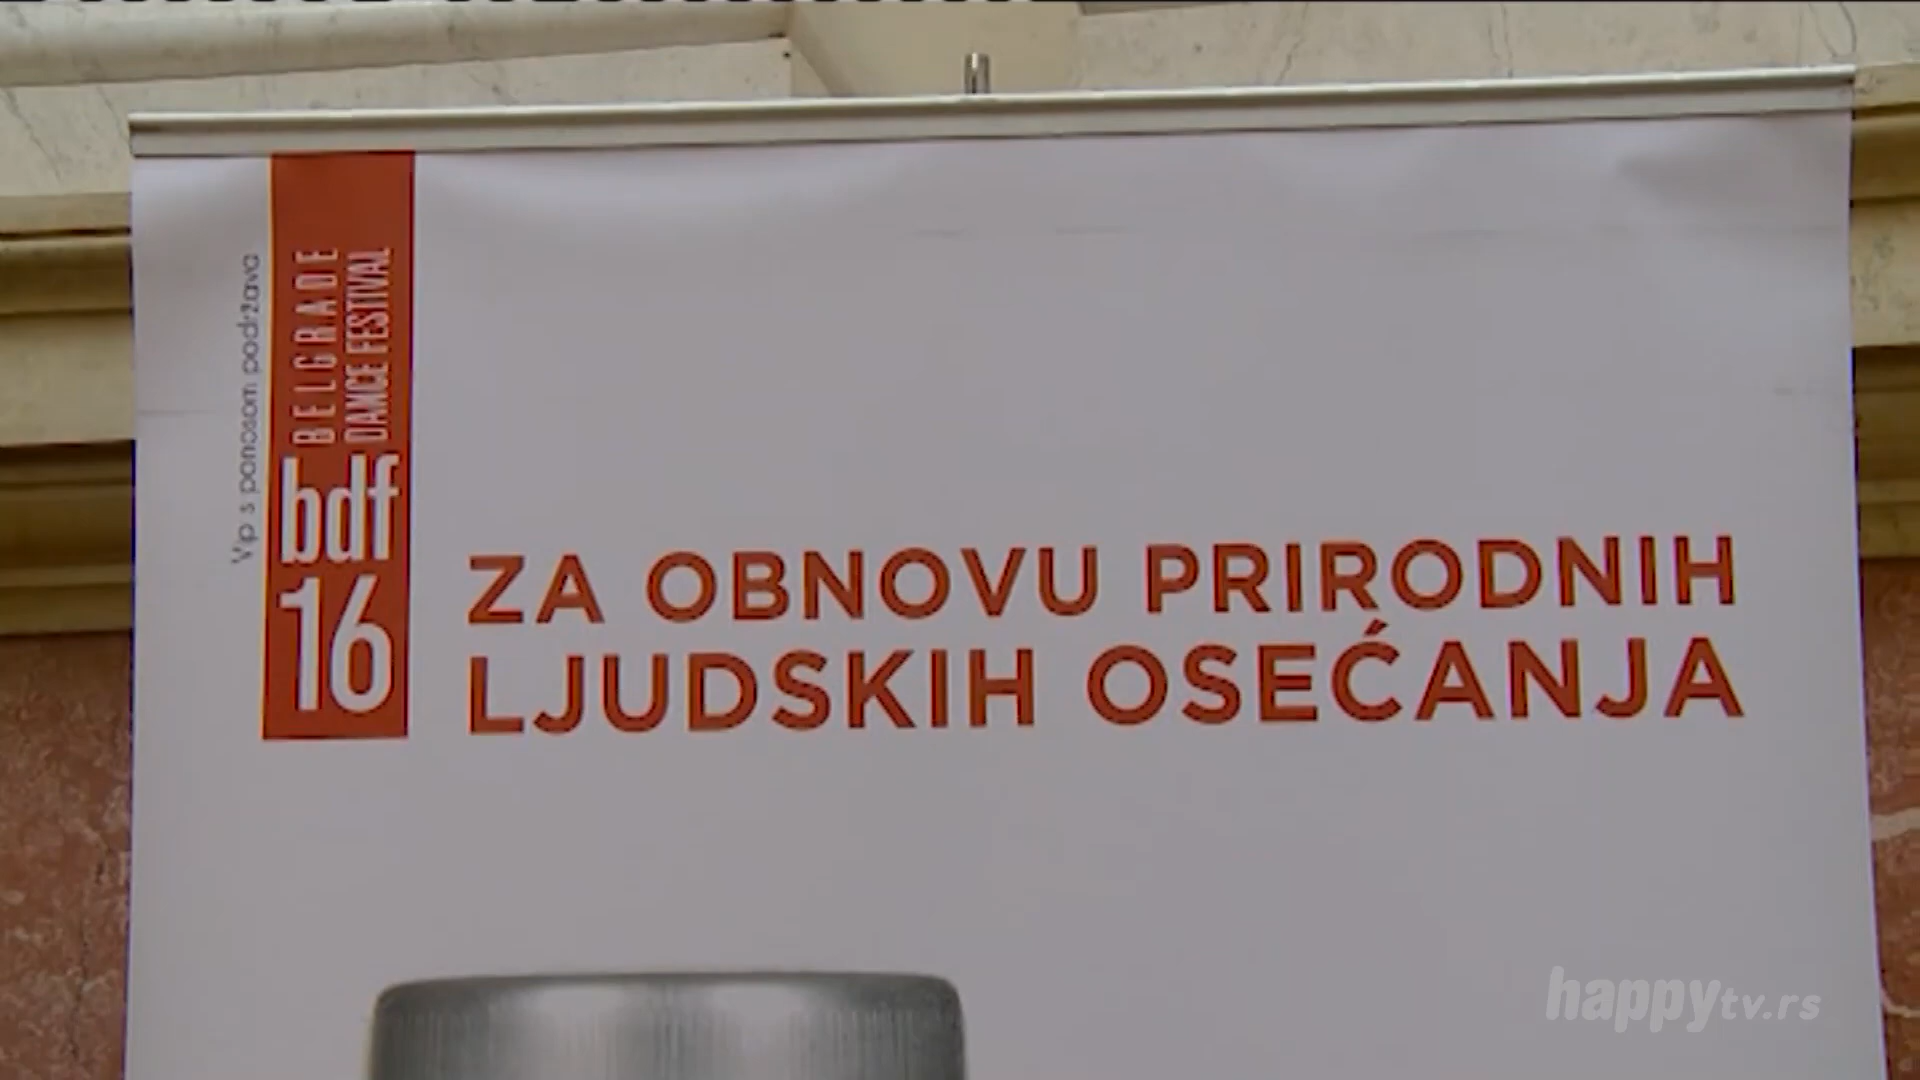 Vip s ponosom podržava
BELGRADE
DANCE FESTIVAL
bdf
16
ZA OBNOVU PRIRODNIH
LJUDSKIH OSEĆANJA
happytv.rs